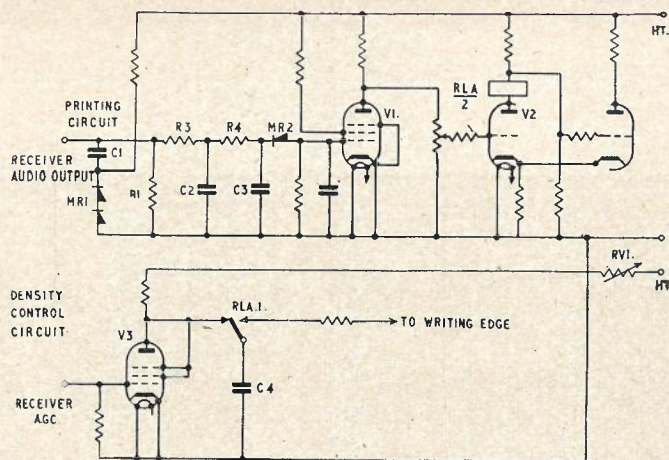 HT.
PRINTING
CIRCUIT
RECEIVER
AUDIO OUTPUT
C1
MR1
R1
R3
R4
MR2
C2
C3
V1.
RLA
2
V2
RV1.
HT
DENSITY
CONTROL
CIRCUIT
V3
RLA.1.
TO WRITING EDGE
C4
RECEIVER
AGC